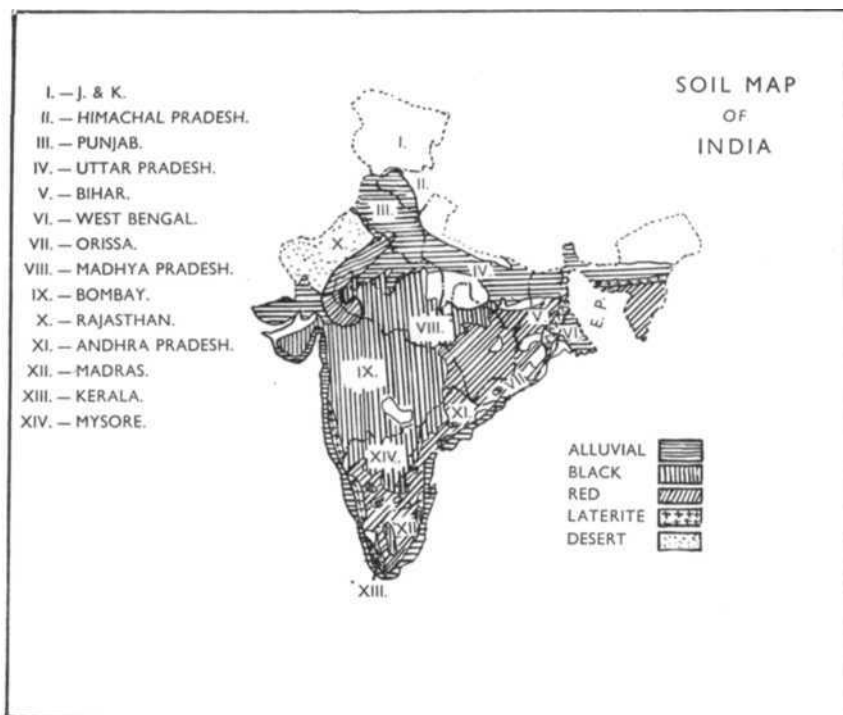 I. — J. & K.
II. — HIMACHAL PRADESH.
III. — PUNJAB.
IV. — UTTAR PRADESH.
V. — BIHAR.
VI. — WEST BENGAL.
VII. — ORISSA.
VIII. — MADHYA PRADESH.
IX. — BOMBAY.
X. — RAJASTHAN.
XI. — ANDHRA PRADESH.
XII. — MADRAS.
XIII. — KERALA.
XIV. — MYSORE.
SOIL MAP
OF
INDIA
I.
II.
III.
X.
IV.
V.
E. P.
VI.
VIII.
VII.
IX.
XI.
XIV.
XII
XIII.
ALLUVIAL
BLACK
RED
LATERITE
DESERT